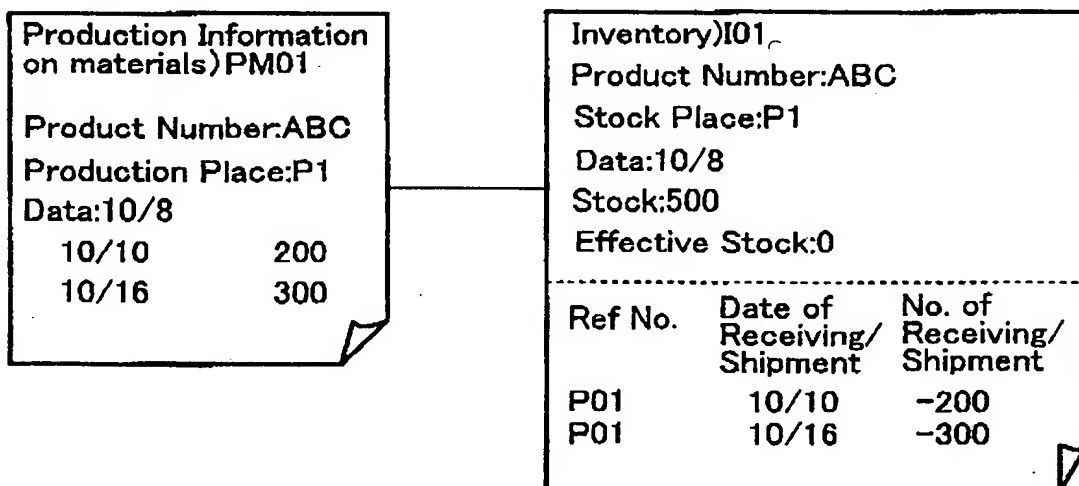 Production Information
on materials)PM01
Product Number:ABC
Production Place:P1
Data:10/8
10/10 200
10/16 300
Inventory)I01
Product Number:ABC
Stock Place:P1
Data:10/8
Stock:500
Effective Stock:0
Ref No. Date of Receiving/ Shipment No. of Receiving/ Shipment
P01 10/10 -200
P01 10/16 -300